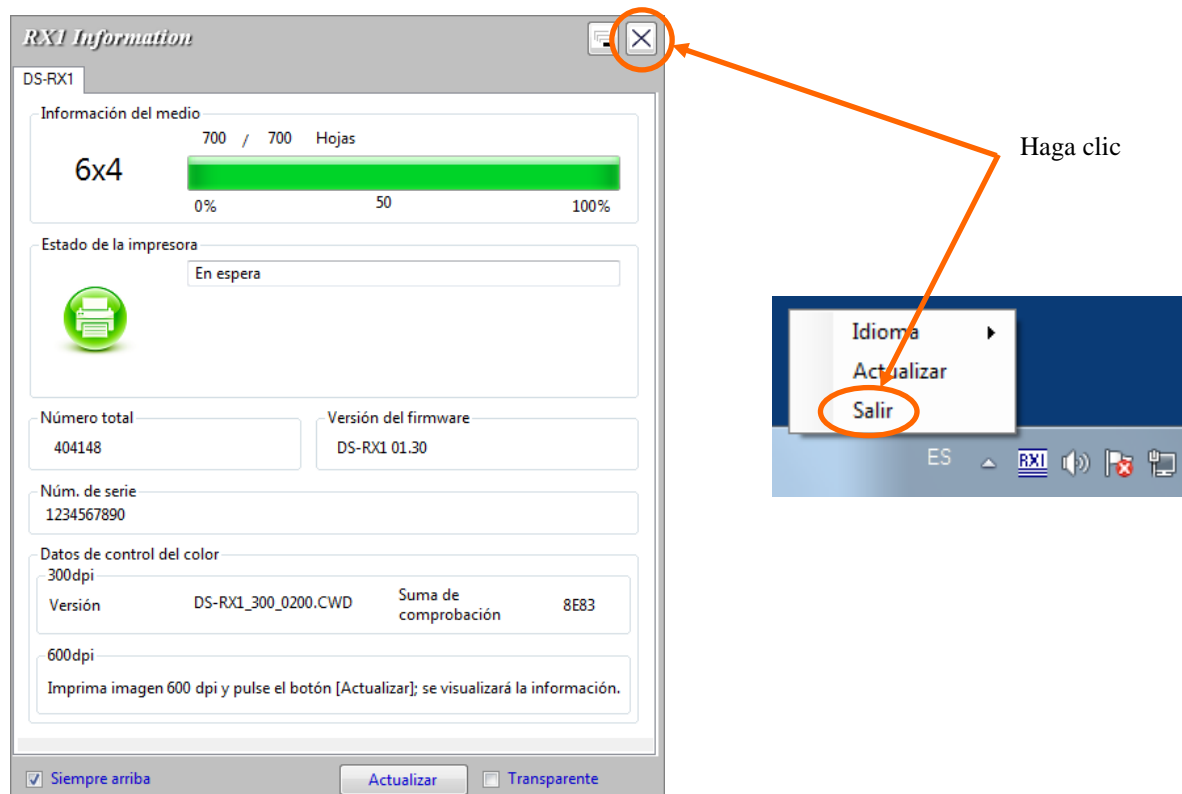 RX1 Information
DS-RX1
Información del medio
700 / 700 Hojas
6x4
0% 50 100%
Estado de la impresora
En espera
Número total
404148
Versión del firmware
DS-RX1 01.30
Núm. de serie
1234567890
Datos de control del color
300dpi
Versión DS-RX1_300_0200.CWD
Suma de
comprobación
8E83
600dpi
Imprima imagen 600 dpi y pulse el botón [Actualizar]; se visualizará la información.
Siempre arriba Actualizar Transparente
Haga clic
Idioma
Actualizar
Salir
ES
RX1